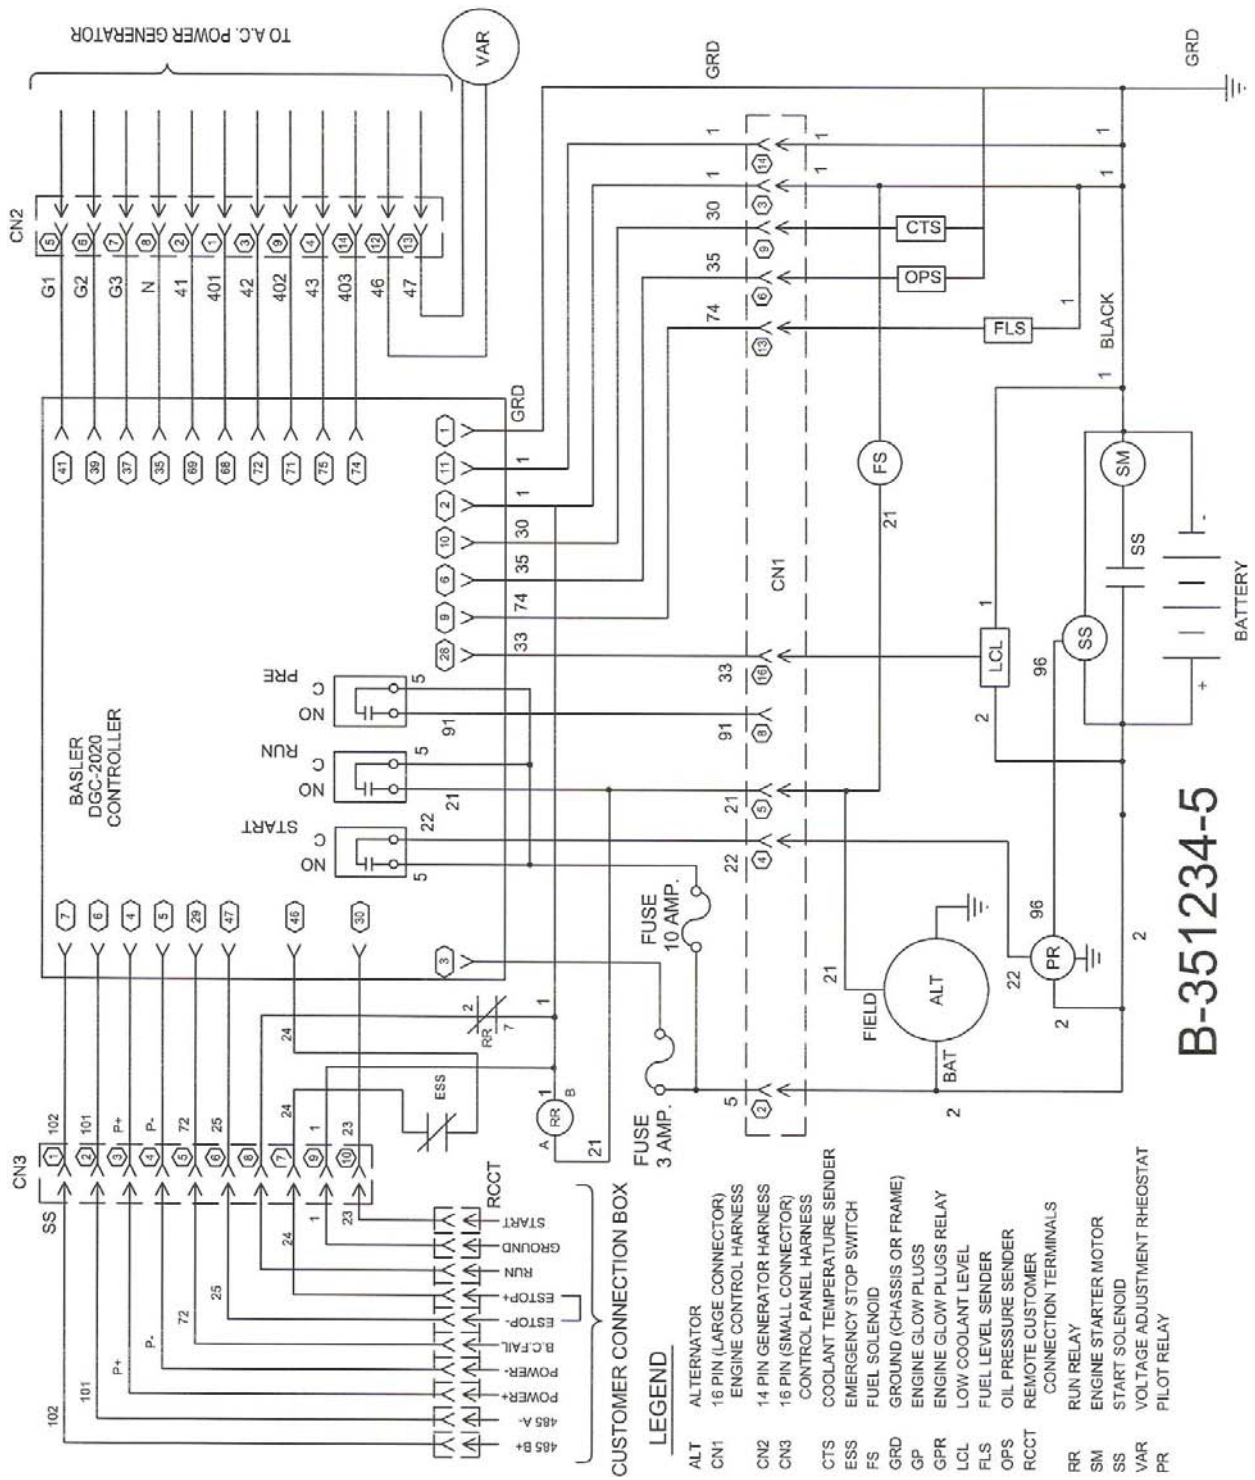 TO A.C. POWER GENERATOR
VAR
CN2
5 6 7 8 2 1 3 9 4 14 12 13
G1 G2 G3 N 41 401 42 402 43 403 46 47
41 39 37 35 69 68 72 71 75 74
BASLER
DGC-2020
CONTROLLER
START
RUN
PRE
NO C
NO C
NO C
5 22
21 5
91 5
7 6 4 5 29 47 46 30
3
28 9 6 10 2 11 1
33 74 35 30 1 1 GRD
CN3
SS
1 2 3 4 5 6 8 7 9 10
102 101 P+ P- 72 25 24 1 23
24
ESS
RR
2
7
1
1
RR
A
B
21
FUSE
3 AMP.
FUSE
10 AMP.
5 22 21 91 33 74 35 30 1 1 GRD
2 4 5 8 16 13 6 9 3 14
CN1
1 1
RCCT
102 101 P+ P- 72 25 24 1 23
485 B+
485 A-
POWER+
POWER-
B.C.FAIL
ESTOP-
ESTOP+
RUN
GROUND
START
CUSTOMER CONNECTION BOX
CTS
OPS
FLS
1
FS
21
LCL
2
1
1
BLACK
1
1
GRD
SM
SS
SS
96
+
-
BATTERY
FIELD
21
ALT
BAT
2
22
PR
96
2
2
B-351234-5
LEGEND
ALT ALTERNATOR
CN1 16 PIN (LARGE CONNECTOR)
ENGINE CONTROL HARNESS
CN2 14 PIN GENERATOR HARNESS
CN3 16 PIN (SMALL CONNECTOR)
CONTROL PANEL HARNESS
CTS COOLANT TEMPERATURE SENDER
ESS EMERGENCY STOP SWITCH
FS FUEL SOLENOID
GRD GROUND (CHASSIS OR FRAME)
GP ENGINE GLOW PLUGS
GPR ENGINE GLOW PLUGS RELAY
LCL LOW COOLANT LEVEL
FLS FUEL LEVEL SENDER
OPS OIL PRESSURE SENDER
RCCT REMOTE CUSTOMER
CONNECTION TERMINALS
RR RUN RELAY
SM ENGINE STARTER MOTOR
SS START SOLENOID
VAR VOLTAGE ADJUSTMENT RHEOSTAT
PR PILOT RELAY